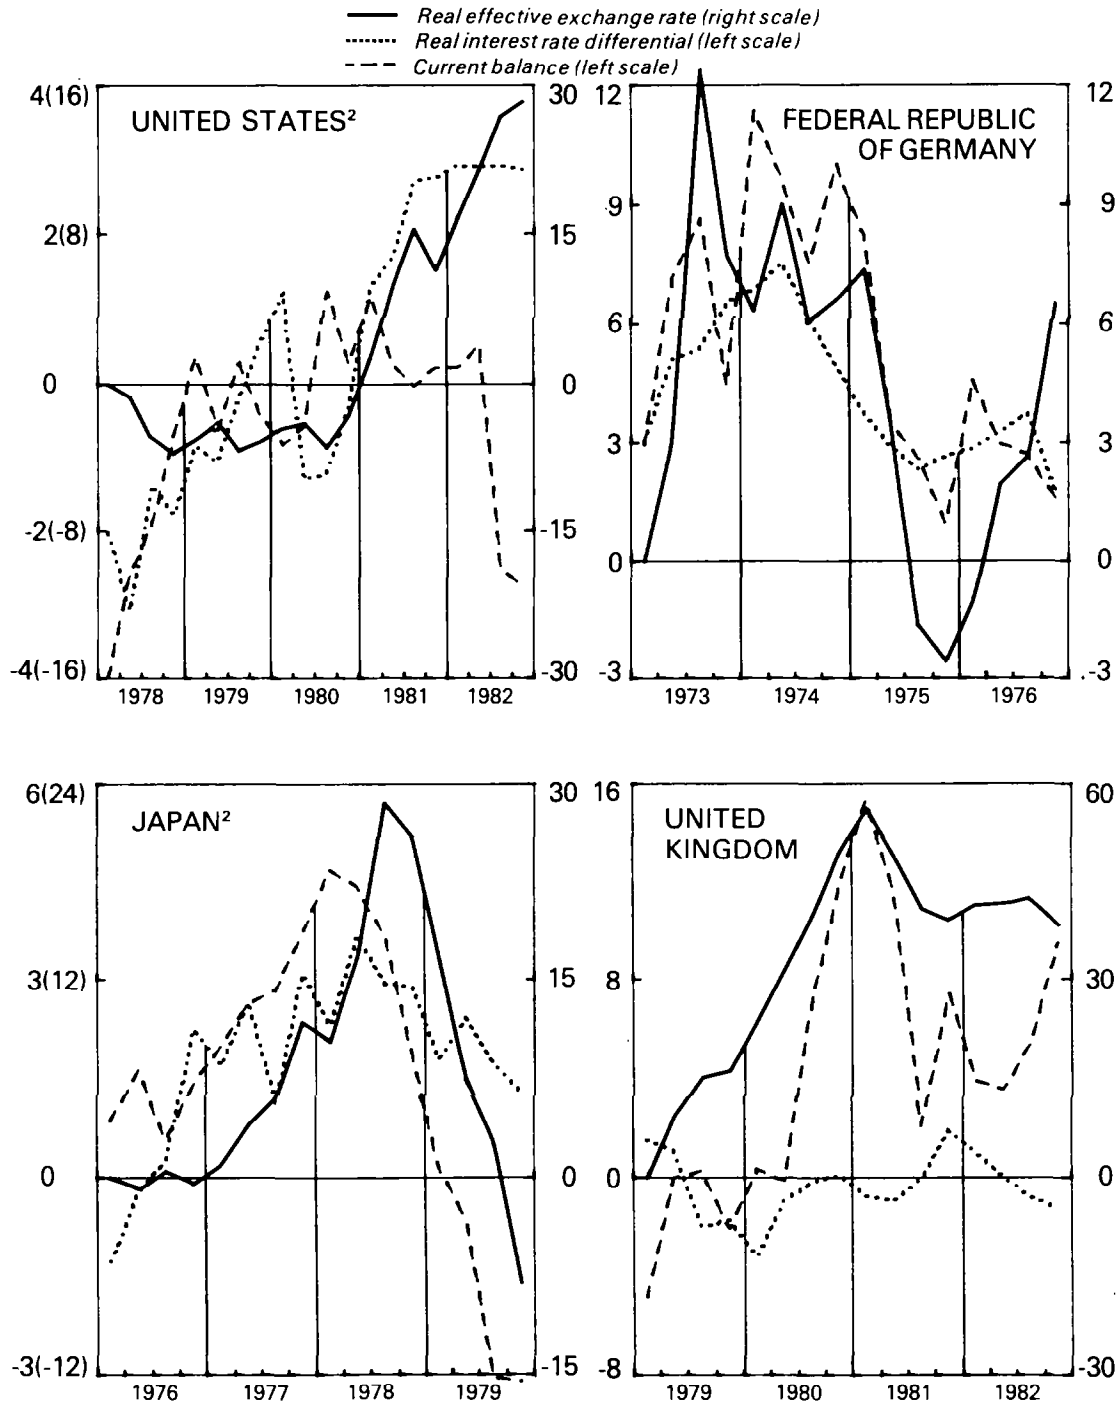 Real effective exchange rate (right scale)
Real interest rate differential (left scale)
Current balance (left scale)
UNITED STATES²
4(16)
2(8)
0
-2(-8)
-4(-16)
30
15
0
-15
-30
1978 1979 1980 1981 1982
FEDERAL REPUBLIC
OF GERMANY
12
9
6
3
0
-3
12
9
6
3
0
-3
1973 1974 1975 1976
JAPAN²
6(24)
3(12)
0
-3(-12)
30
15
0
-15
1976 1977 1978 1979
UNITED
KINGDOM
16
8
0
-8
60
30
0
-30
1979 1980 1981 1982